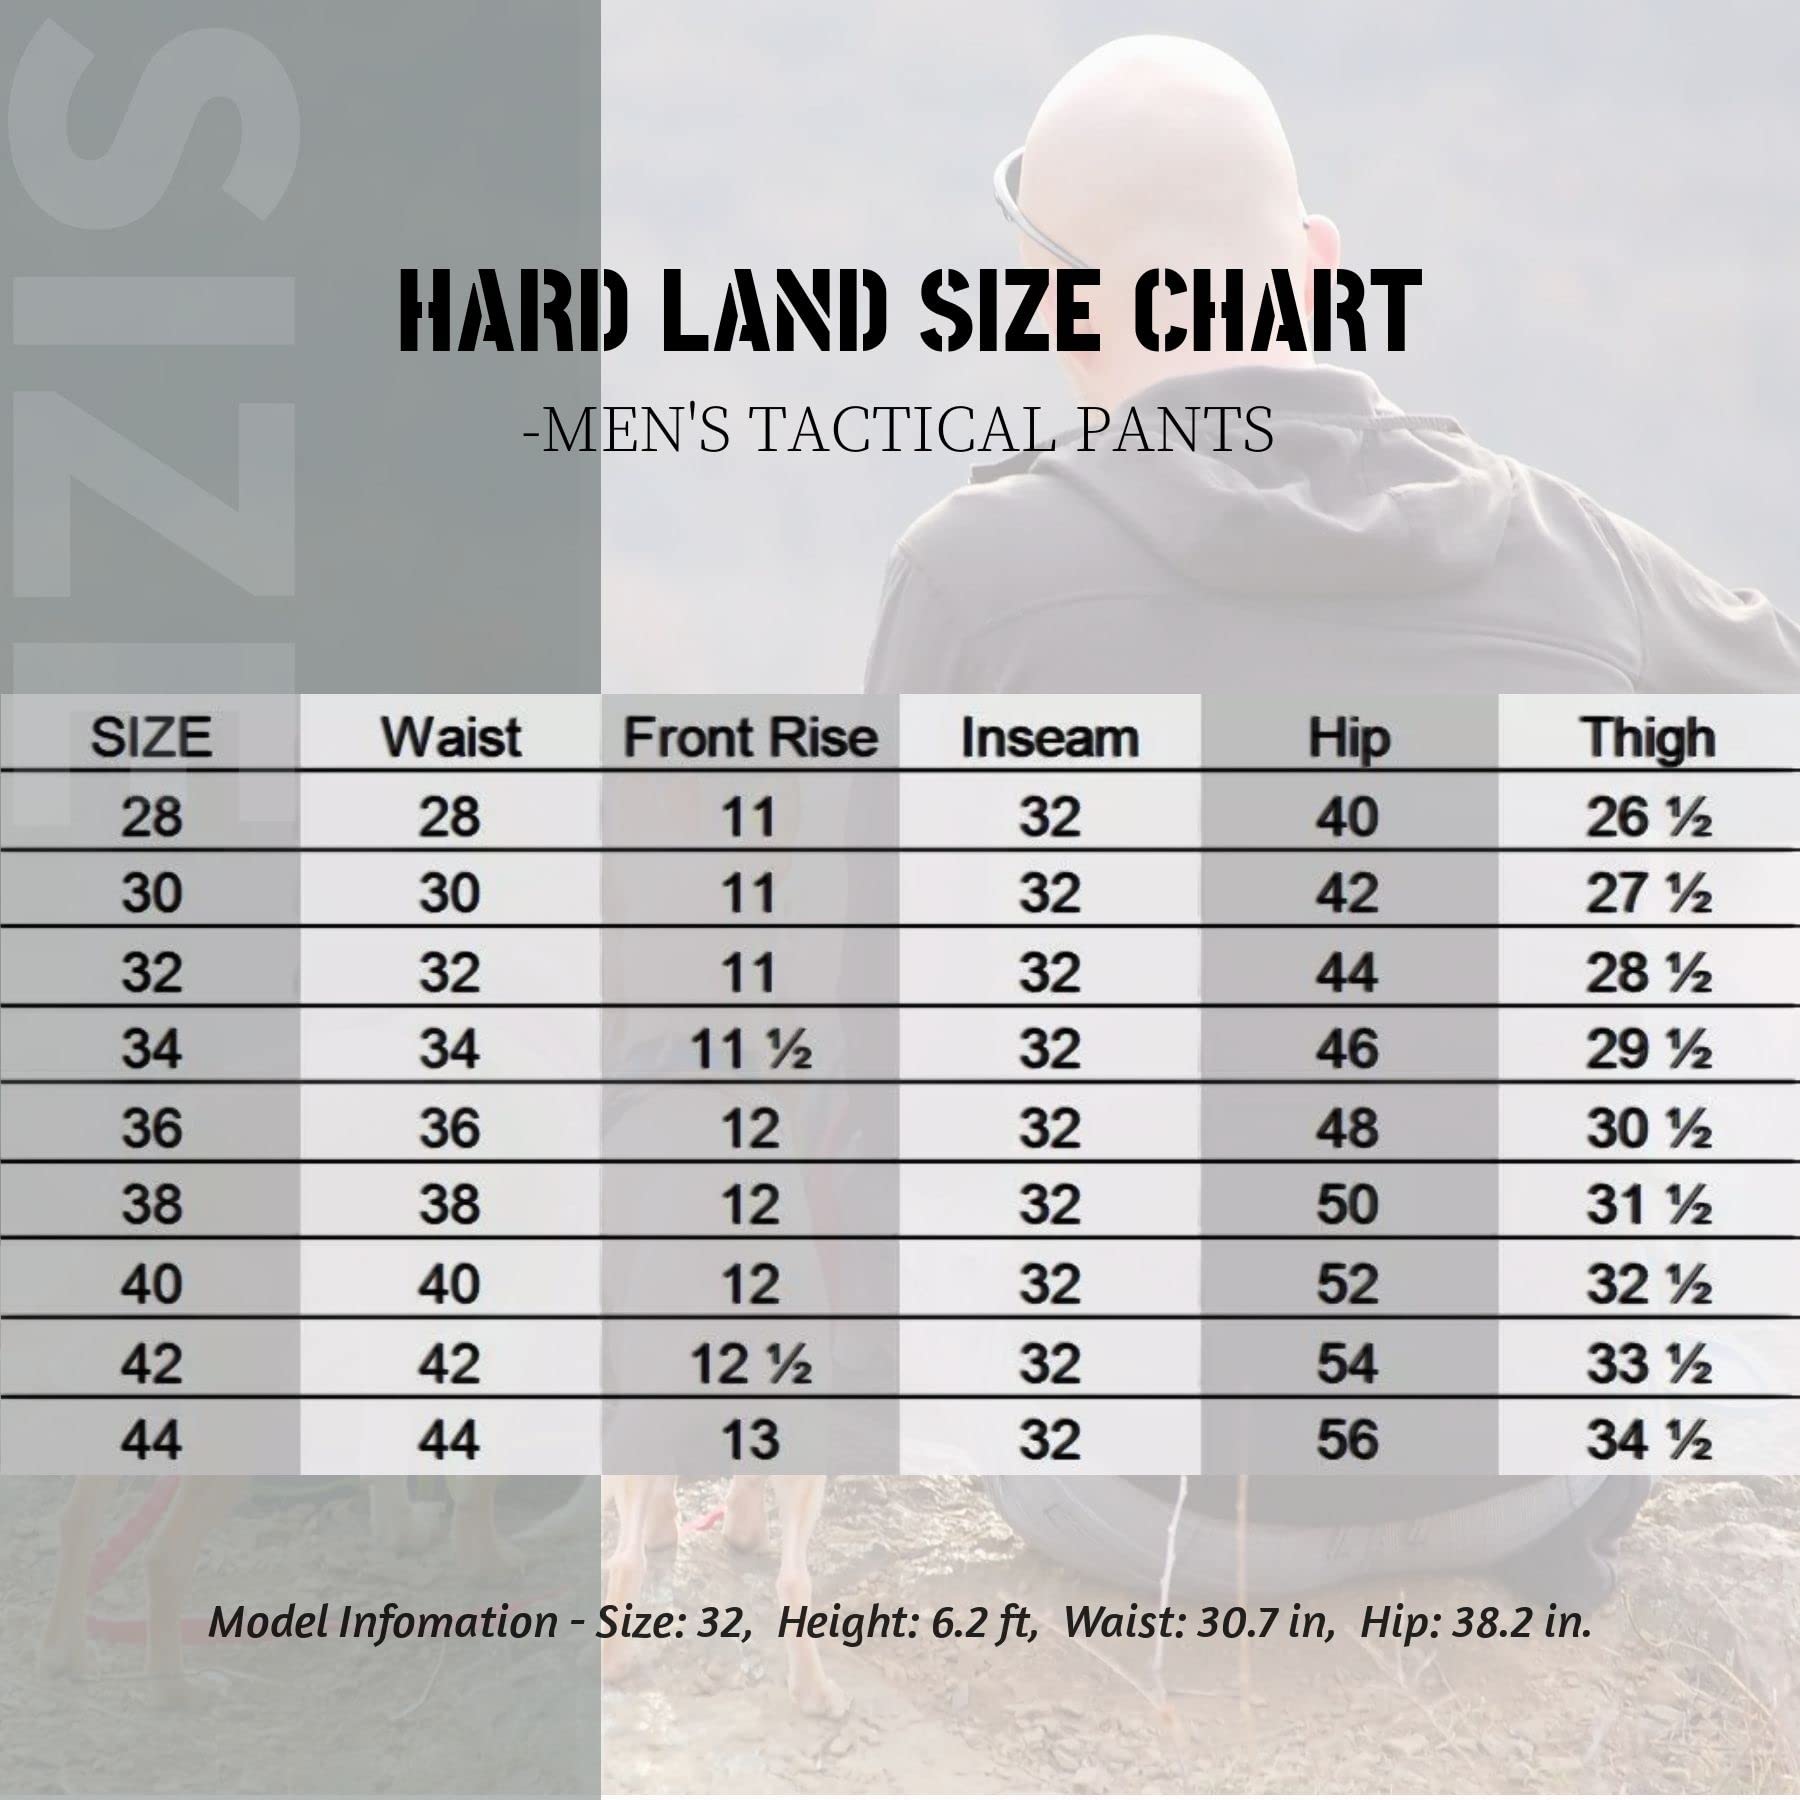 SIZE
HARD LAND SIZE CHART
-MEN'S TACTICAL PANTS
SIZE Waist Front Rise Inseam Hip Thigh
28 28 11 32 40 26 ½
30 30 11 32 42 27 ½
32 32 11 32 44 28 ½
34 34 11 ½ 32 46 29 ½
36 36 12 32 48 30 ½
38 38 12 32 50 31 ½
40 40 12 32 52 32 ½
42 42 12 ½ 32 54 33 ½
44 44 13 32 56 34 ½
Model Infomation - Size: 32, Height: 6.2 ft, Waist: 30.7 in, Hip: 38.2 in.